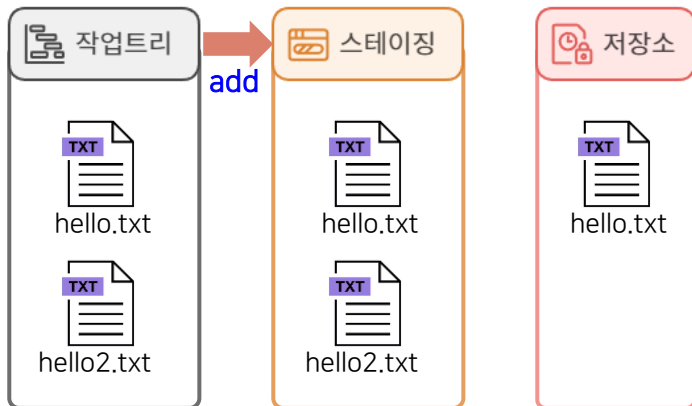 작업트리
add
스테이징
저장소
TXT
hello.txt
TXT
hello2.txt
TXT
hello.txt
TXT
hello2.txt
TXT
hello.txt